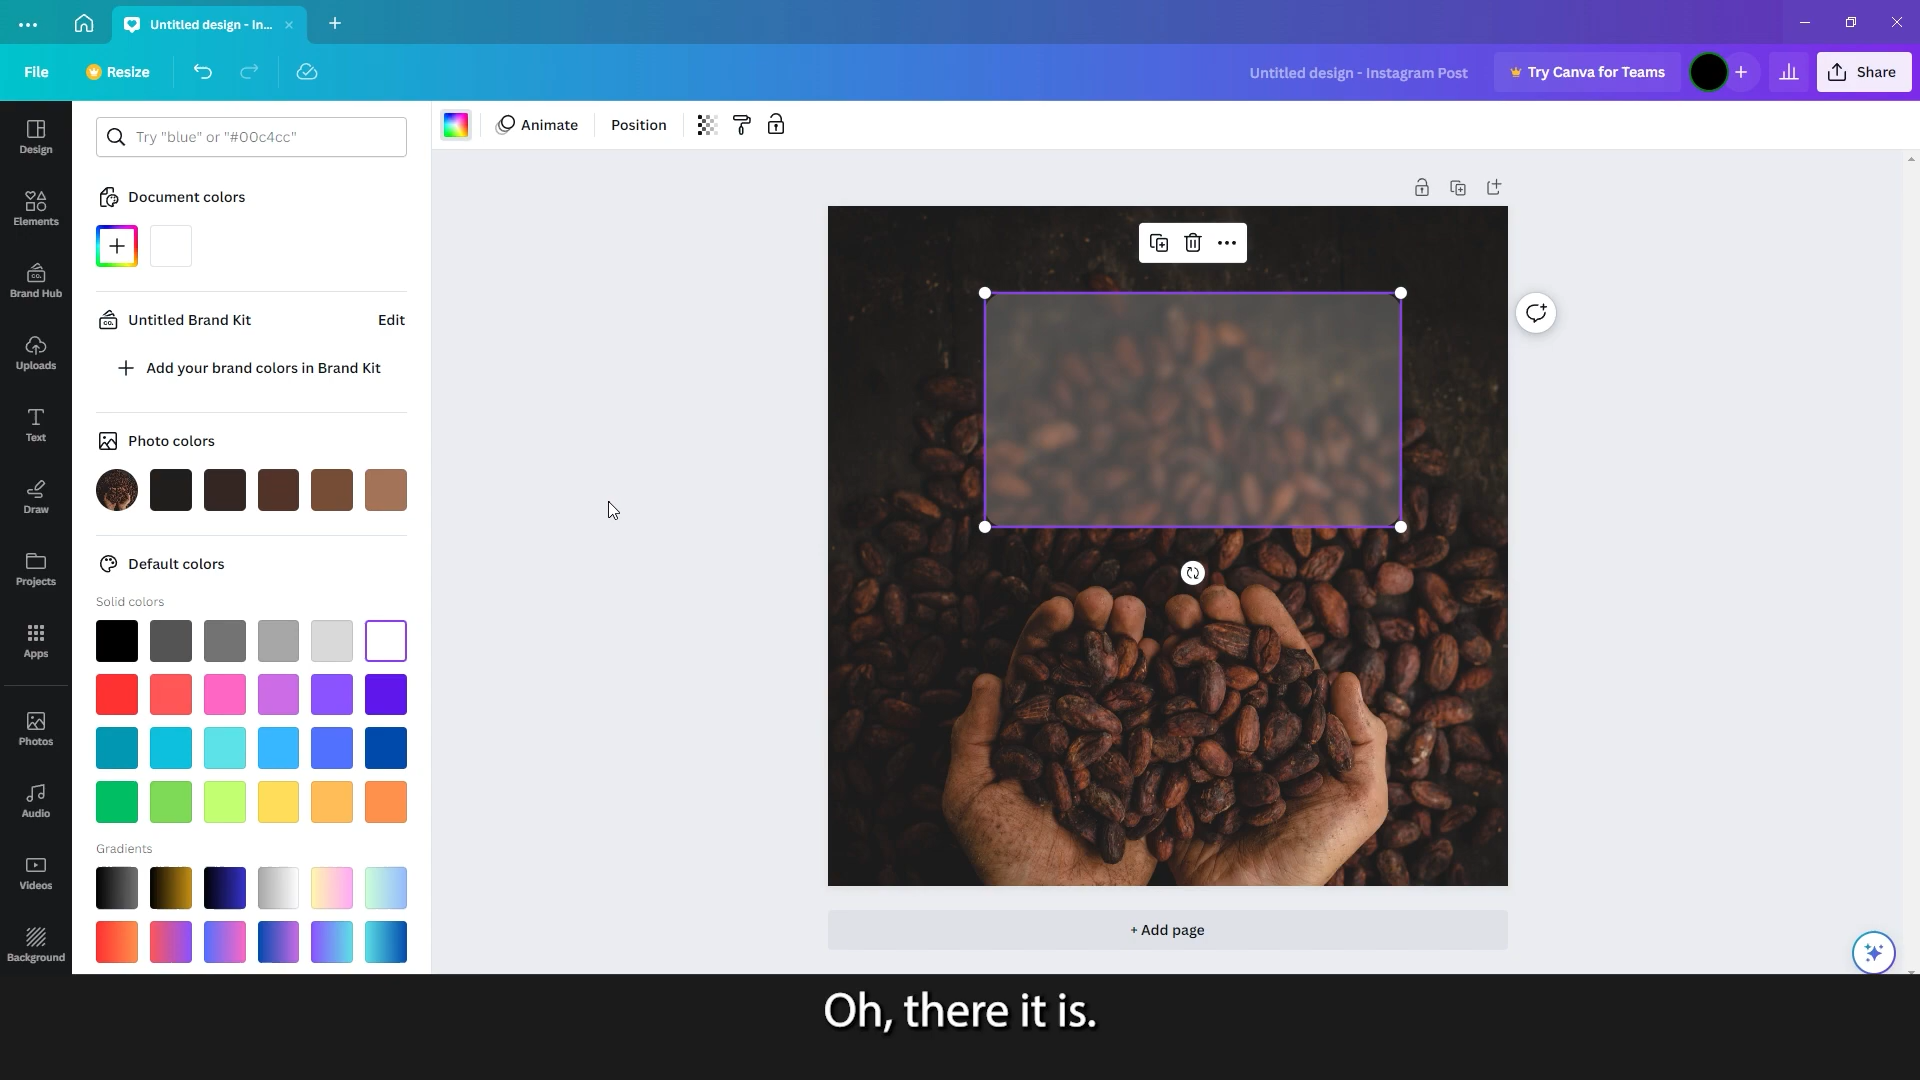 Untitled design - In...
File
Resize
Untitled design - Instagram Post
Try Canva for Teams
Share
Design
Elements
Brand Hub
Uploads
Text
Draw
Projects
Apps
Photos
Audio
Videos
Background
Try "blue" or "#00c4cc"
Document colors
CO.
Untitled Brand Kit
Edit
Add your brand colors in Brand Kit
Photo colors
Default colors
Solid colors
Gradients
Animate
Position
+ Add page
Oh, there it is.